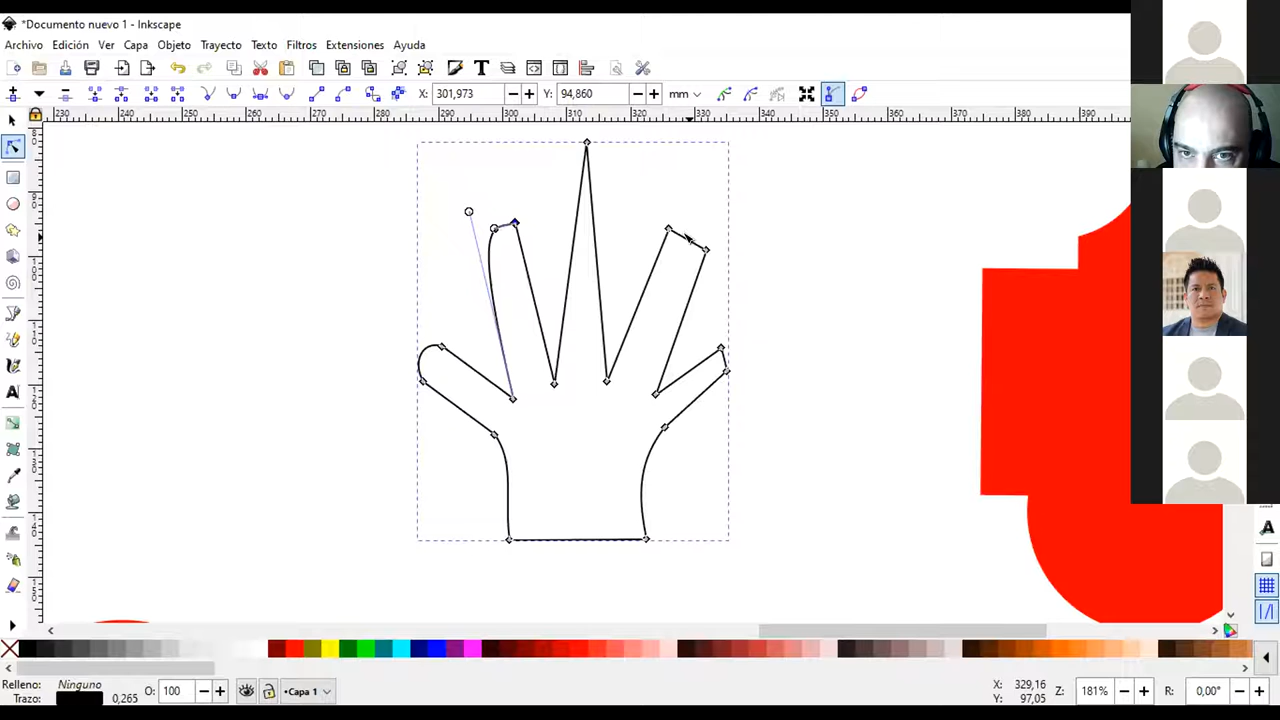 *Documento nuevo 1 - Inkscape
Archivo Edición Ver Capa Objeto Trayecto Texto Filtros Extensiones Ayuda
X: 301,973 Y: 94,860 mm
230 250 260 270 280 290 300 310 320 330 340 350 360 370 380 390
Relleno: Ninguno O: 100 Capa 1 X: 329,16 Z: 181% R: 0,00°
Trazo: 0,265 Y: 97,05